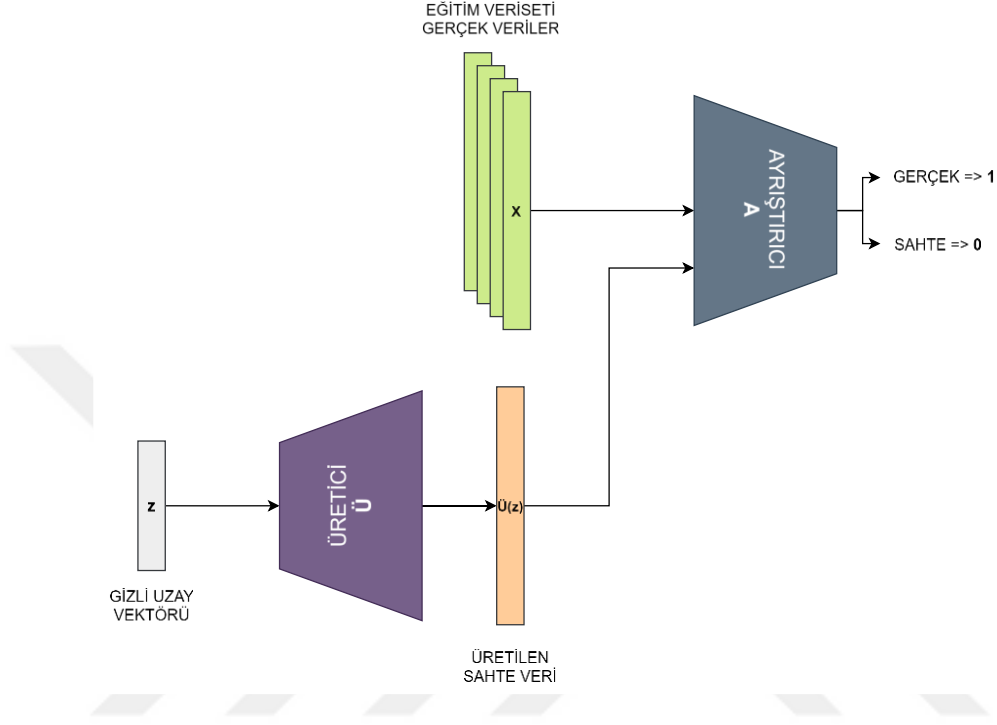 EĞİTİM VERİSETİ
GERÇEK VERİLER
X
AYRIŞTIRICI
A
GERÇEK => 1
SAHTE => 0
z
GİZLİ UZAY
VEKTÖRÜ
ÜRETİCİ
Ü
Ü(z)
ÜRETİLEN
SAHTE VERİ